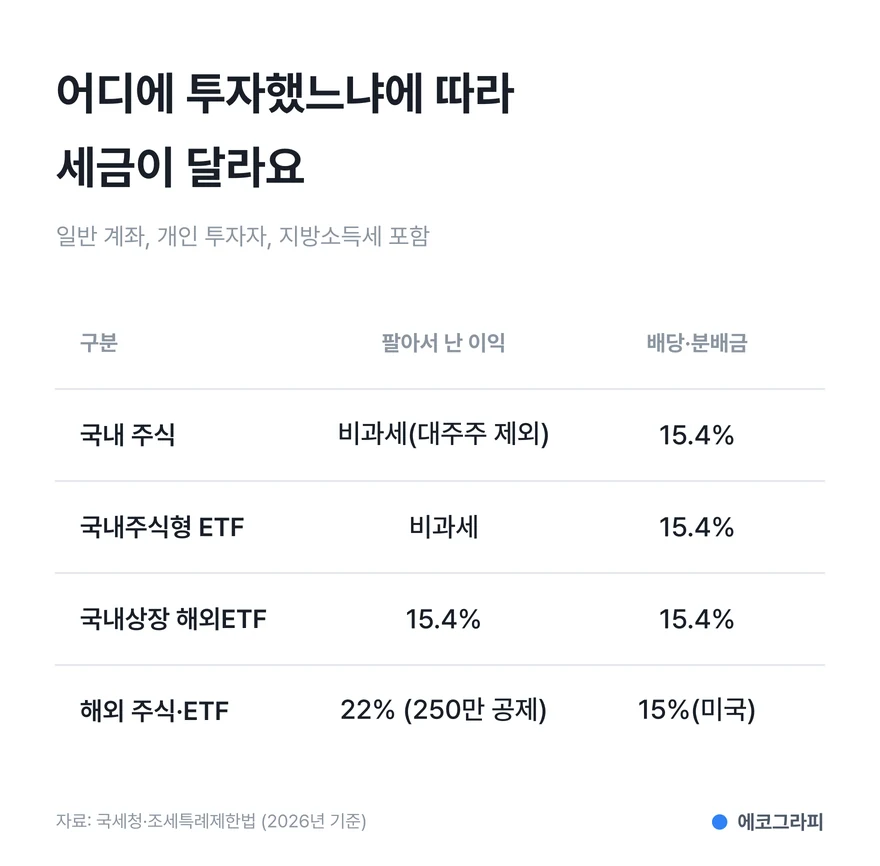 어디에 투자했느냐에 따라
세금이 달라요
일반 계좌, 개인 투자자, 지방소득세 포함
구분 팔아서 난 이익 배당·분배금
국내 주식 비과세(대주주 제외) 15.4%
국내주식형 ETF 비과세 15.4%
국내상장 해외ETF 15.4% 15.4%
해외 주식·ETF 22% (250만 공제) 15%(미국)
자료: 국세청·조세특례제한법 (2026년 기준) 에코그라피